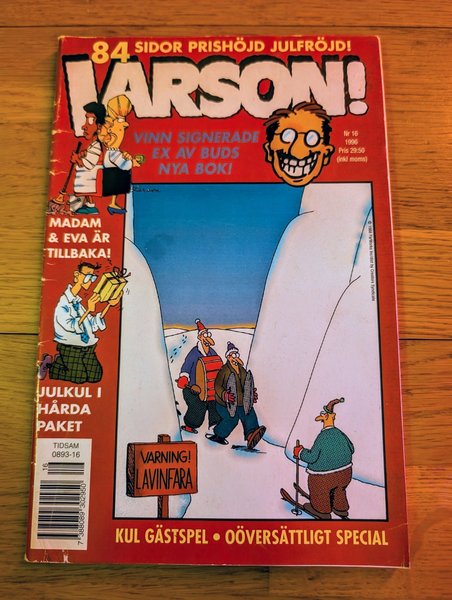 84 SIDOR PRISHÖJD JULFRÖJD!
LARSON!
VINN SIGNERADE
EX AV BUDS
NYA BOK!
Nr 16
1996
Pris 29:50
(inkl moms)
MADAM
& EVA ÄR
TILLBAKA!
JULKUL I
HÅRDA
PAKET
TIDSAM
0893-16
16
VARNING!
LAVINFARA
KUL GÄSTSPEL • OÖVERSÄTTLIGT SPECIAL